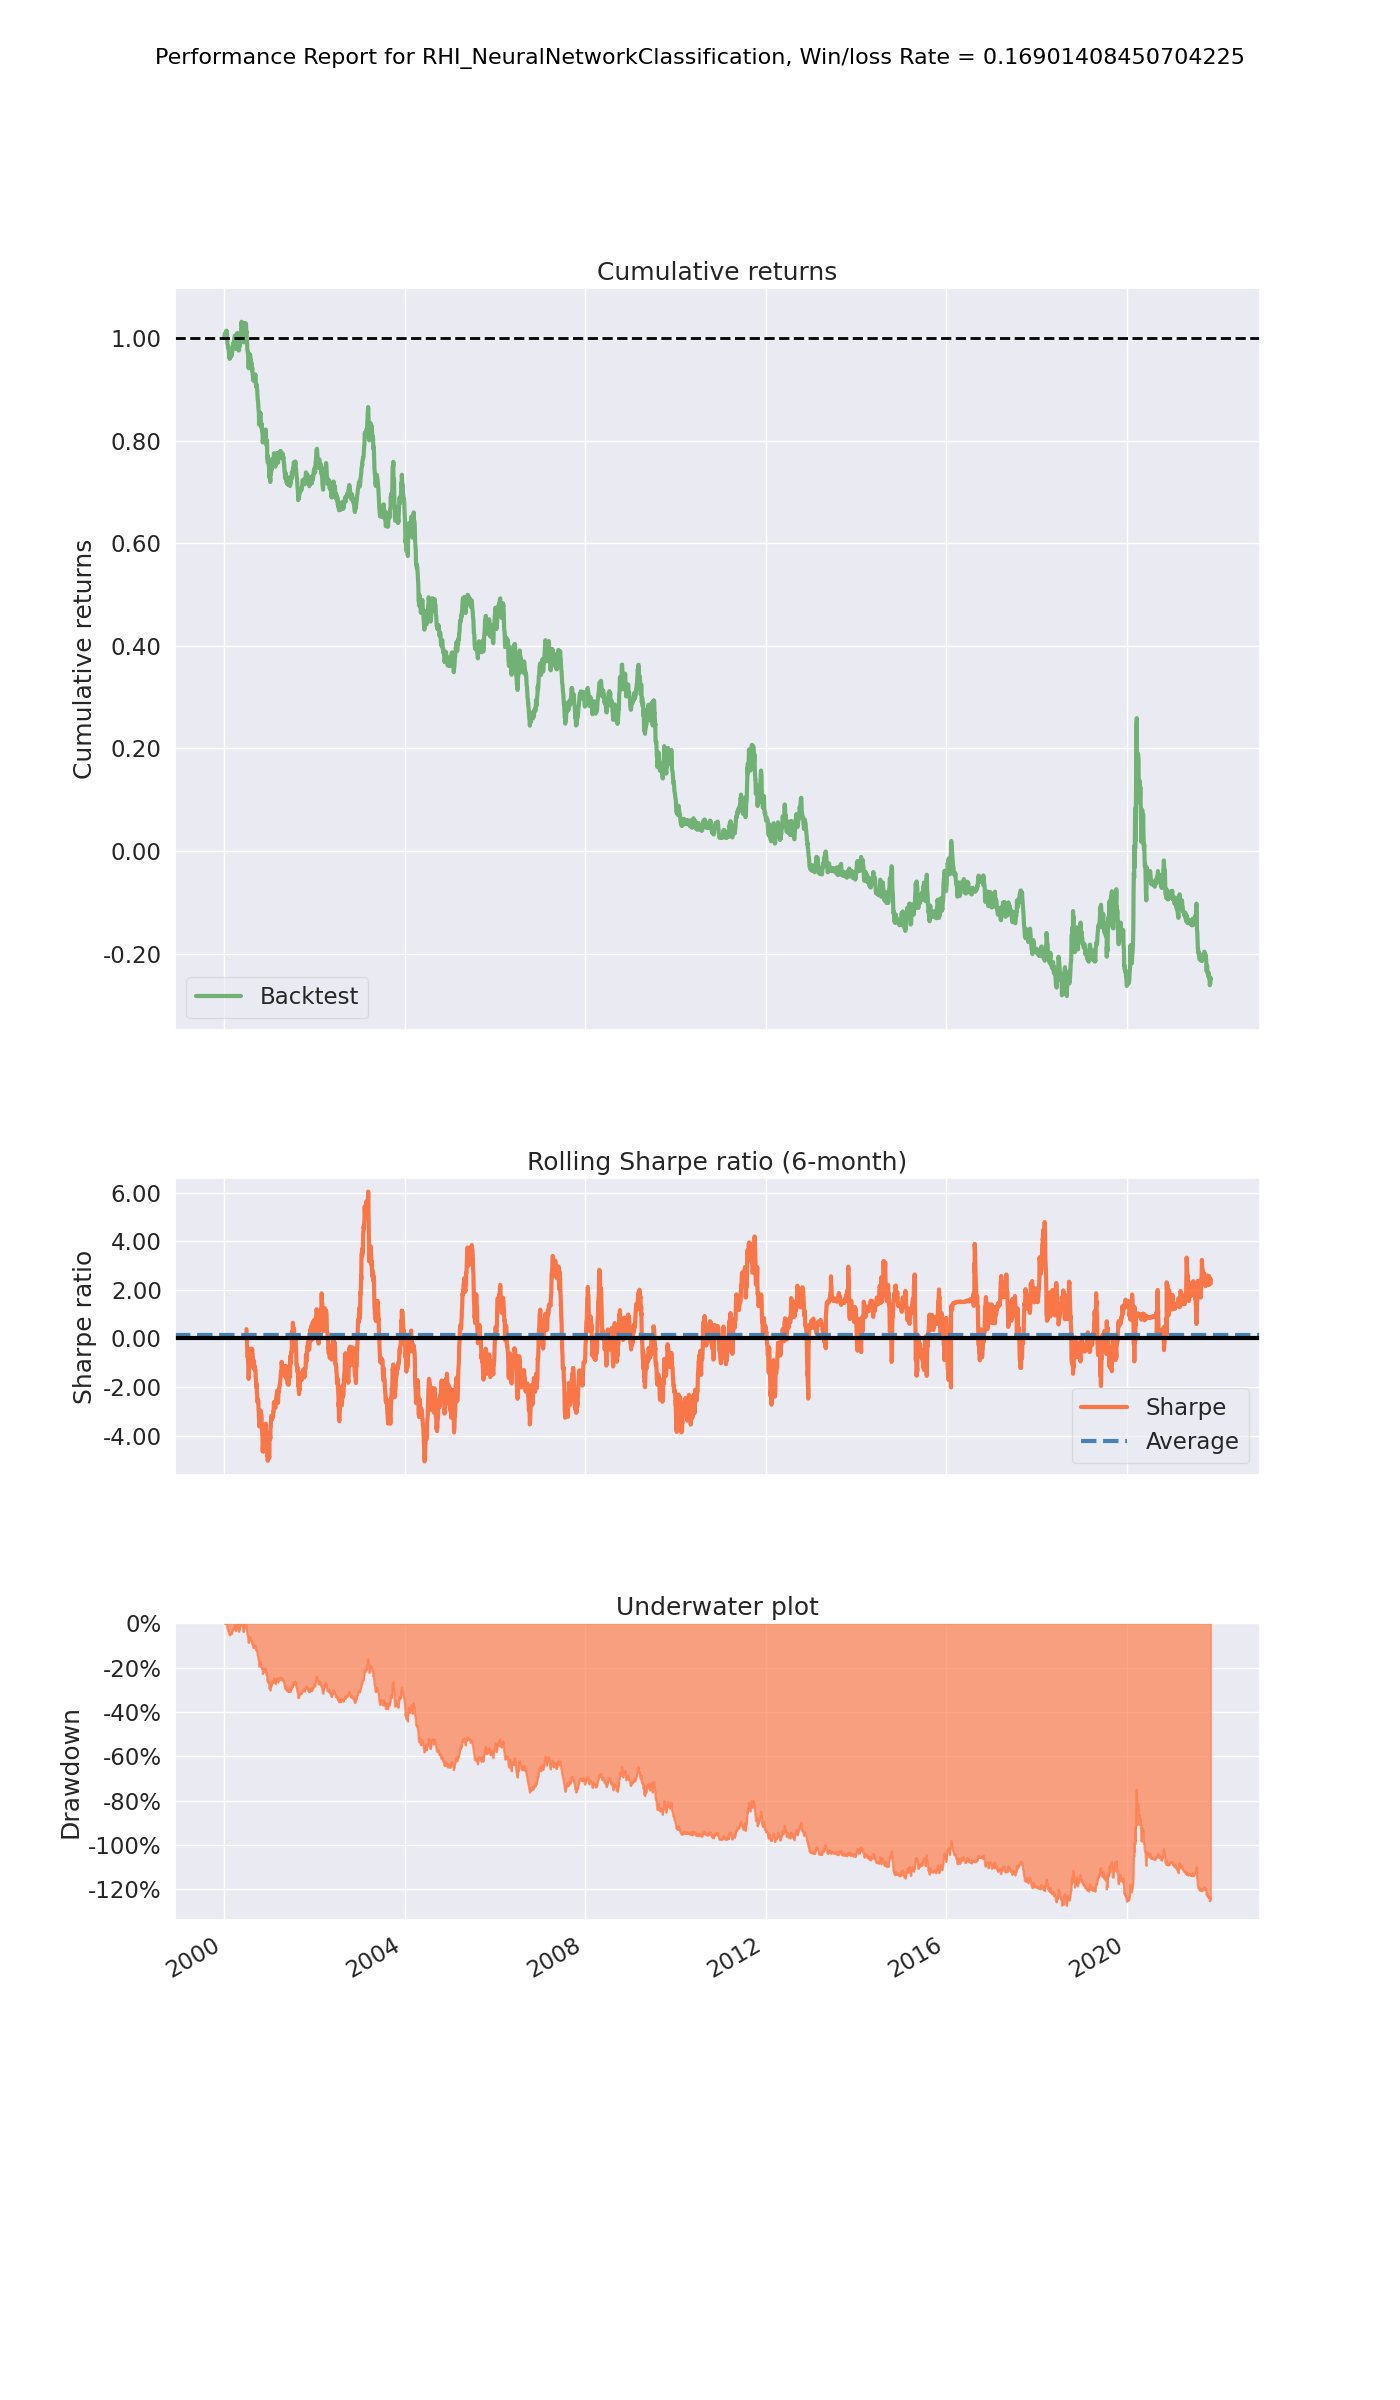 Performance Report for RHI_NeuralNetworkClassification, Win/loss Rate = 0.16901408450704225
Cumulative returns
Cumulative returns
1.00
0.80
0.60
0.40
0.20
0.00
-0.20
Backtest
Rolling Sharpe ratio (6-month)
Sharpe ratio
6.00
4.00
2.00
0.00
-2.00
-4.00
Sharpe
Average
Underwater plot
Drawdown
0%
-20%
-40%
-60%
-80%
-100%
-120%
2000
2004
2008
2012
2016
2020